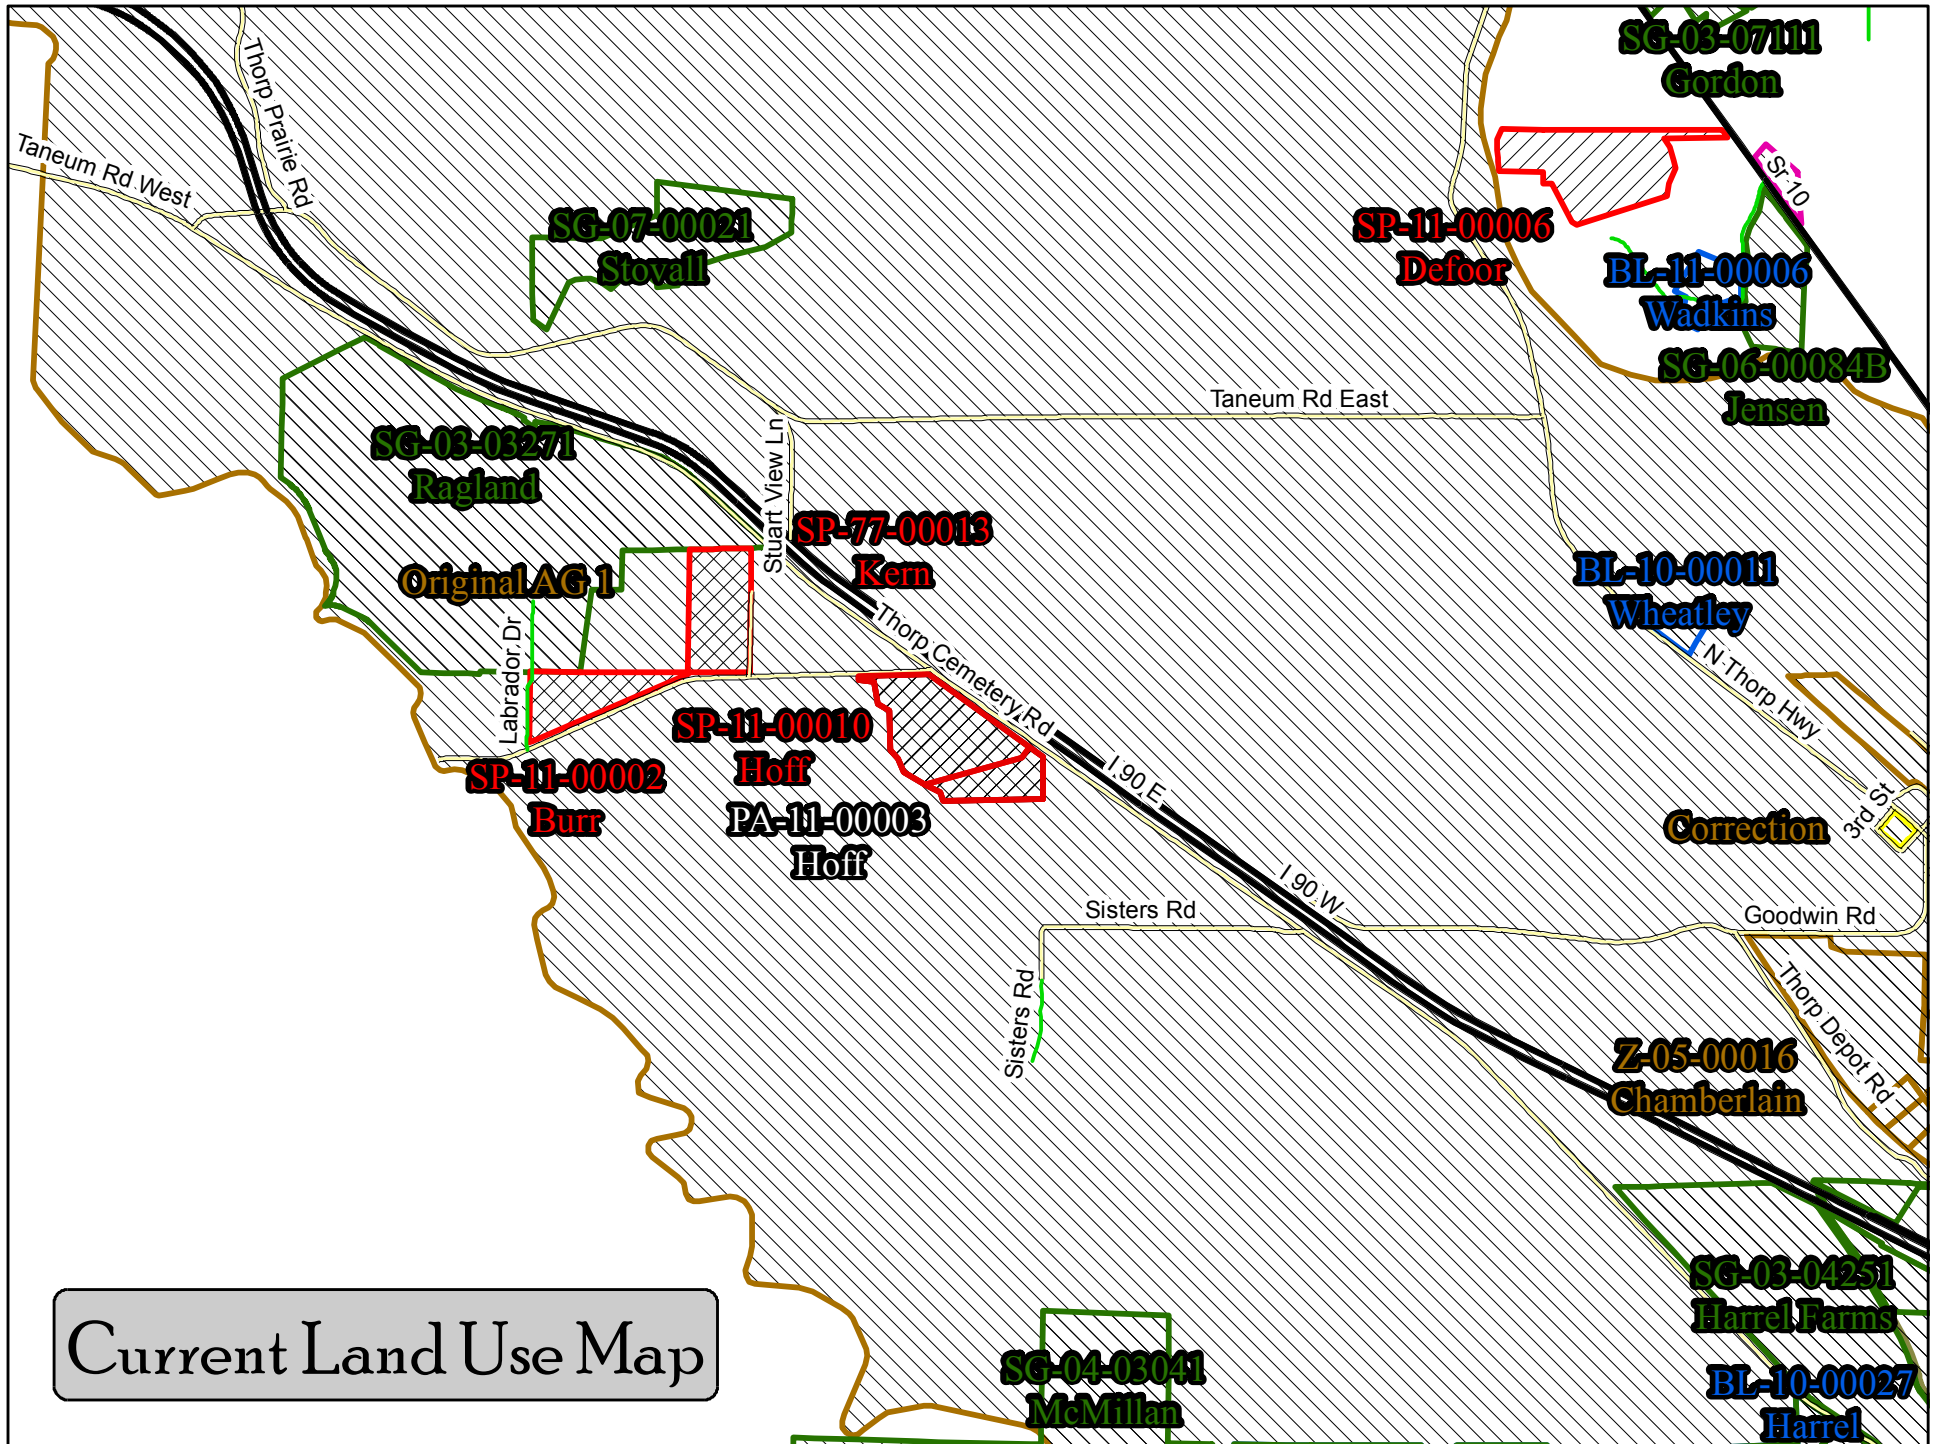 SG-03-07111
Gordon
Thorp Prairie Rd
Taneum Rd West
Sr 10
SG-07-00021
Stovall
SP-11-00006
Defoor
BL-11-00006
Wadkins
SG-06-00084B
Jensen
Taneum Rd East
SG-03-03271
Ragland
Stuart View Ln
SP-77-00013
Kern
Original AG 1
BL-10-00011
Wheatley
Labrador Dr
Thorp Cemetery Rd
N Thorp Hwy
SP-11-00010
Hoff
SP-11-00002
Burr
PA-11-00003
Hoff
I 90 E
3rd St
Correction
I 90 W
Sisters Rd
Goodwin Rd
Sisters Rd
Thorp Depot Rd
Z-05-00016
Chamberlain
SG-03-04251
Harrel Farms
Current Land Use Map
SG-04-03041
McMillan
BL-10-00027
Harrel